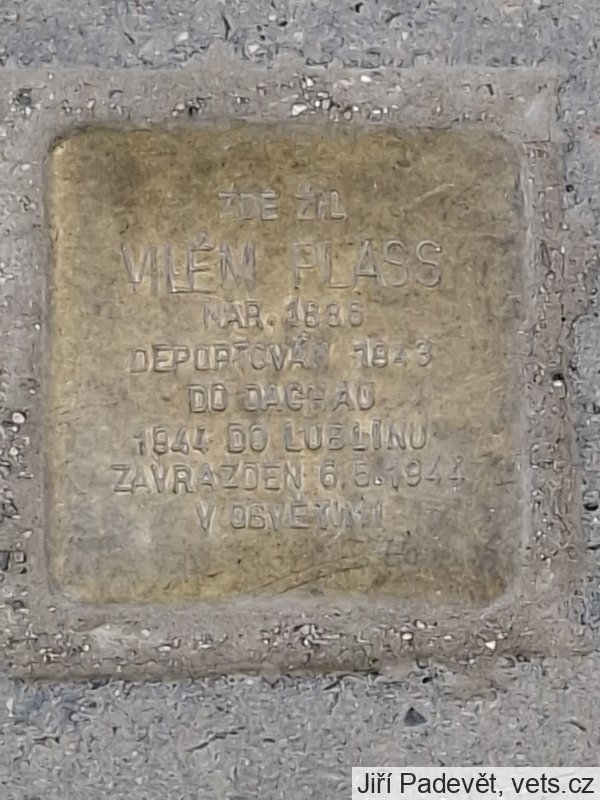 ZDE ŽIL
VILÉM PLASS
NAR. 1886
DEPORTOVÁN 1943
DO DACHAU
1944 DO LUBLINU
ZAVRAŽDĚN 6.5.1944
V OSVĚTIMI
Jiří Padevět, vets.cz